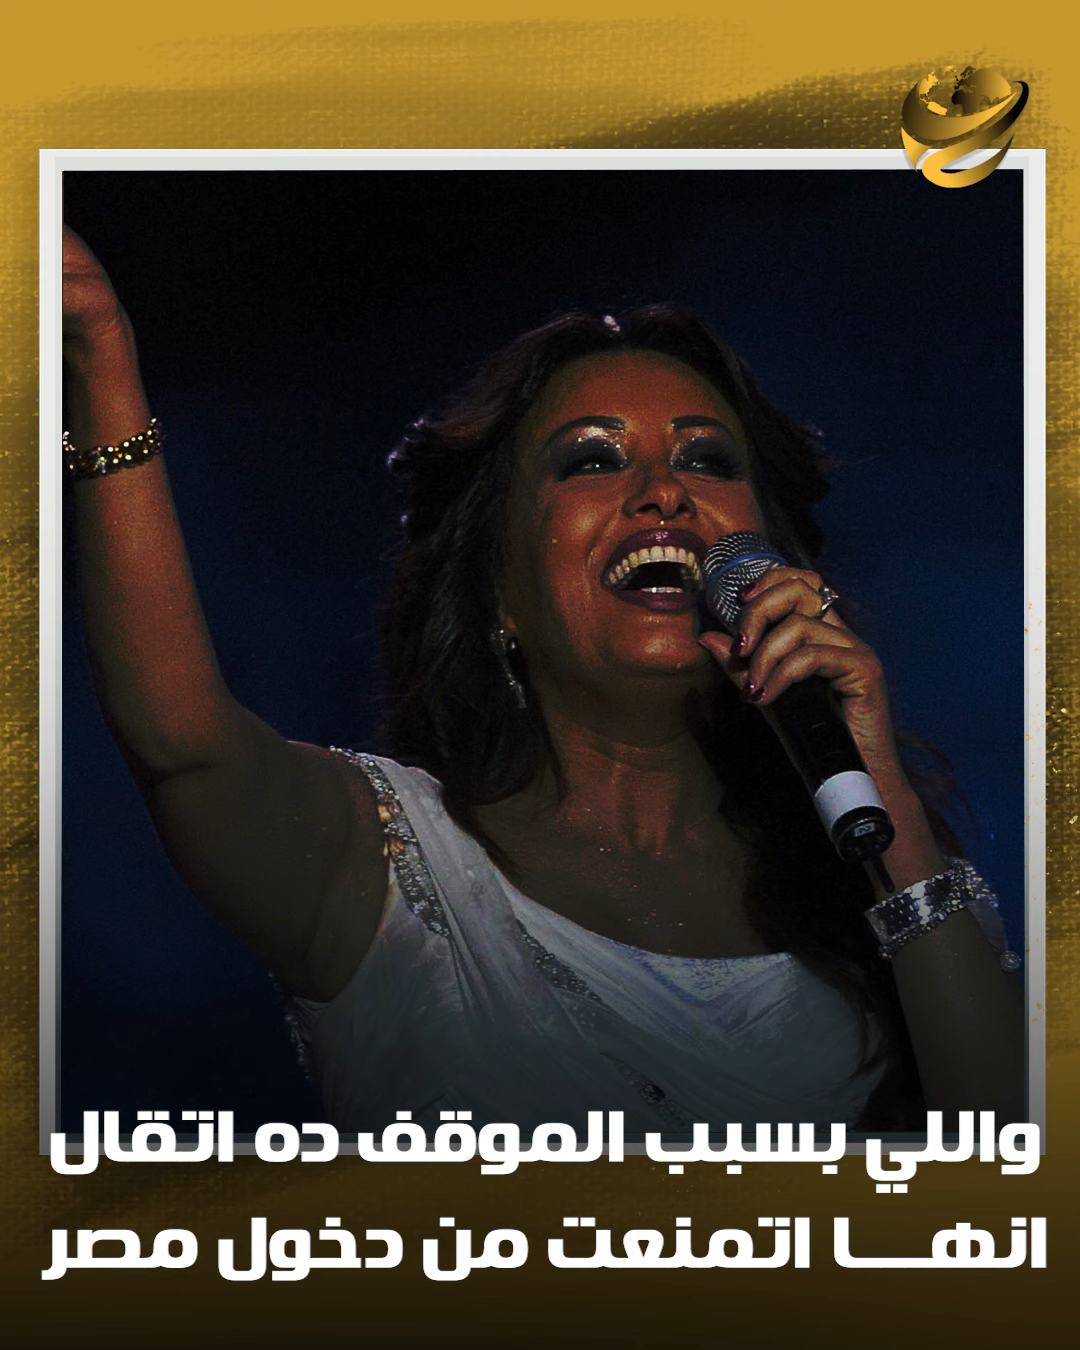 واللي بسبب الموقف ده اتقال
انهـــا اتمنعت من دخول مصر